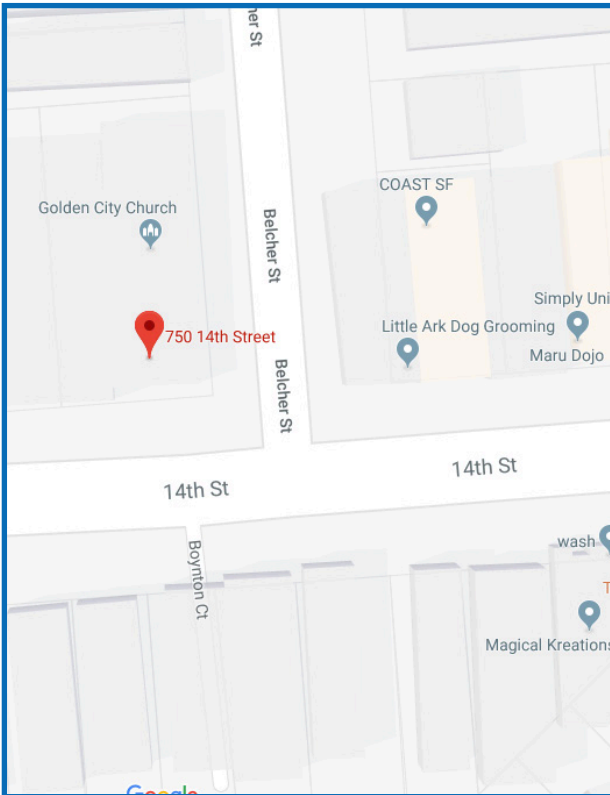 her St
COAST SF
Golden City Church
Belcher St
Simply Uni
Little Ark Dog Grooming
750 14th Street
Maru Dojo
Belcher St
14th St
14th St
wash
Boynton Ct
T
Magical Kreations
Google